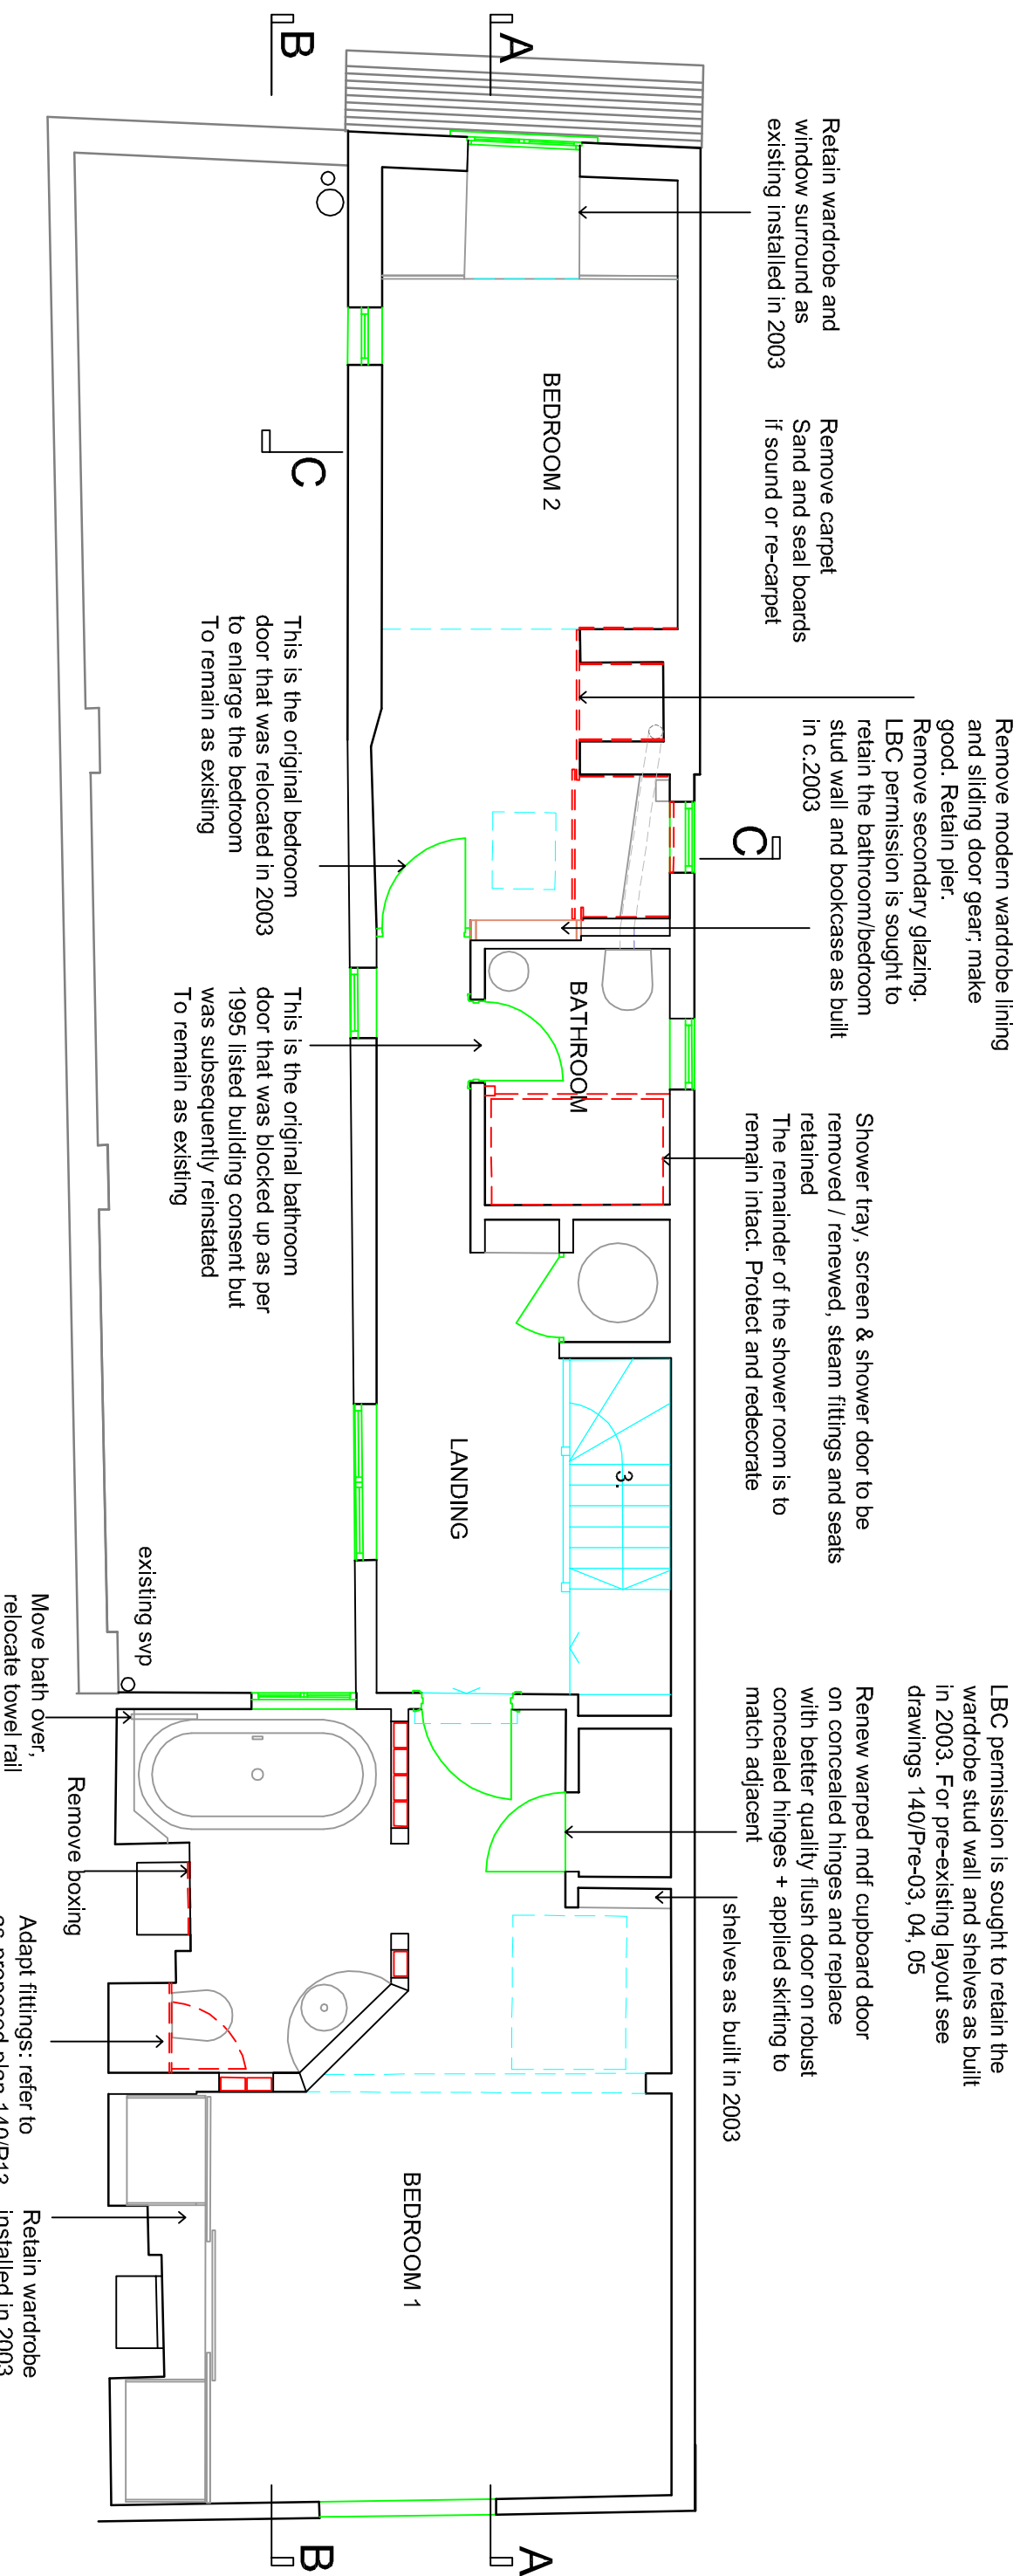 Retain wardrobe and
window surround as
existing installed in 2003
Remove carpet
Sand and seal boards
if sound or re-carpet
Remove modern wardrobe lining
and sliding door gear; make
good. Retain pier.
Remove secondary glazing.
LBC permission is sought to
retain the bathroom/bedroom
stud wall and bookcase as built
in c.2003
Shower tray, screen & shower door to be
removed / renewed, steam fittings and seats
retained
The remainder of the shower room is to
remain intact. Protect and redecorate
LBC permission is sought to retain the
wardrobe stud wall and shelves as built
in 2003. For pre-existing layout see
drawings 140/Pre-03, 04, 05
Renew warped mdf cupboard door
on concealed hinges and replace
with better quality flush door on robust
concealed hinges + applied skirting to
match adjacent
shelves as built in 2003
A
A
B
B
C
C
BEDROOM 2
BATHROOM
LANDING
3.
BEDROOM 1
This is the original bedroom
door that was relocated in 2003
to enlarge the bedroom
To remain as existing
This is the original bathroom
door that was blocked up as per
1995 listed building consent but
was subsequently reinstated
To remain as existing
existing svp
Move bath over,
relocate towel rail
Remove boxing
Adapt fittings: refer to
as proposed plan 140/P13
Retain wardrobe
installed in 2003